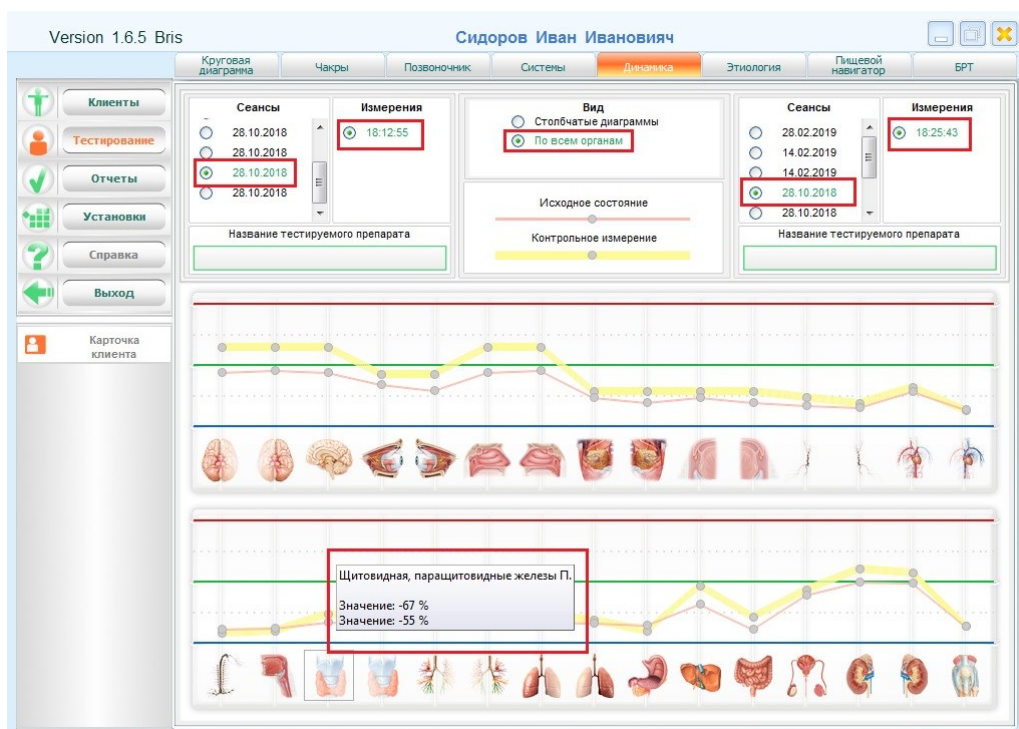 Version 1.6.5 Bris
Сидоров Иван Ивановияч
Круговая
диаграмма
Чакры
Позвоночник
Системы
Динамика
Этиология
Пищевой
навигатор
БРТ
Клиенты
Тестирование
Отчеты
Установки
Справка
Выход
Карточка
клиента
Сеансы
28.10.2018
28.10.2018
28.10.2018
28.10.2018
Измерения
18:12:55
Название тестируемого препарата
Вид
Столбчатые диаграммы
По всем органам
Исходное состояние
Контрольное измерение
Сеансы
28.02.2019
14.02.2019
14.02.2019
28.10.2018
28.10.2018
Измерения
18:25:43
Название тестируемого препарата
Щитовидная, паращитовидные железы П.
Значение: -67 %
Значение: -55 %